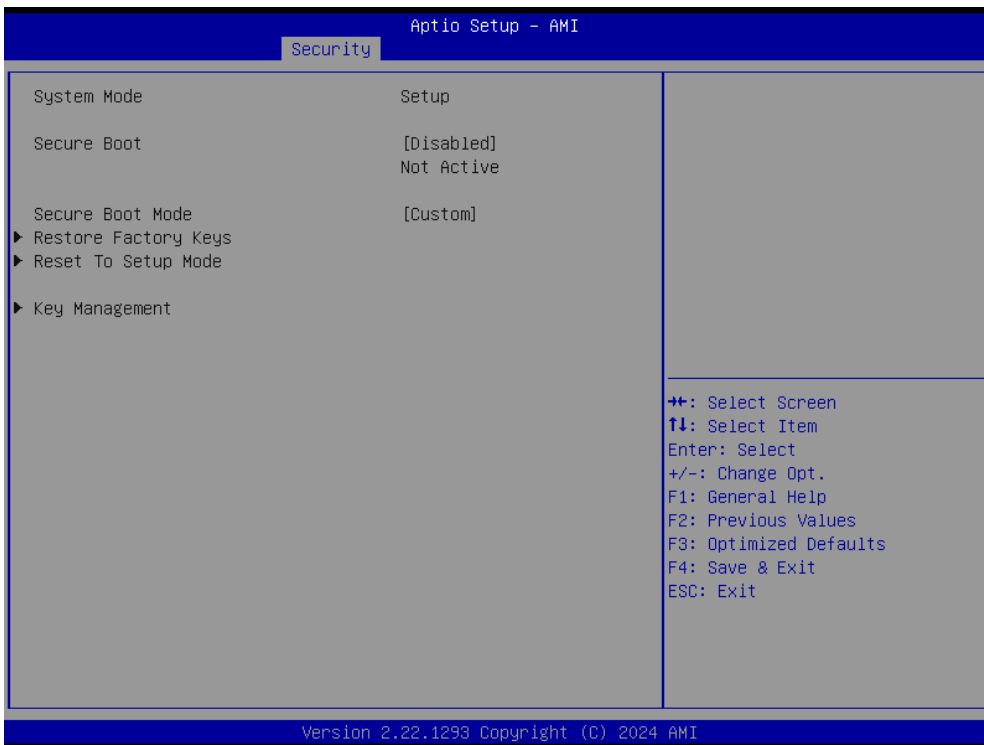 Aptio Setup – AMI
Security
System Mode Setup
Secure Boot [Disabled]
Not Active
Secure Boot Mode [Custom]
▶ Restore Factory Keys
▶ Reset To Setup Mode
▶ Key Management
→←: Select Screen
↑↓: Select Item
Enter: Select
+/-: Change Opt.
F1: General Help
F2: Previous Values
F3: Optimized Defaults
F4: Save & Exit
ESC: Exit
Version 2.22.1293 Copyright (C) 2024 AMI